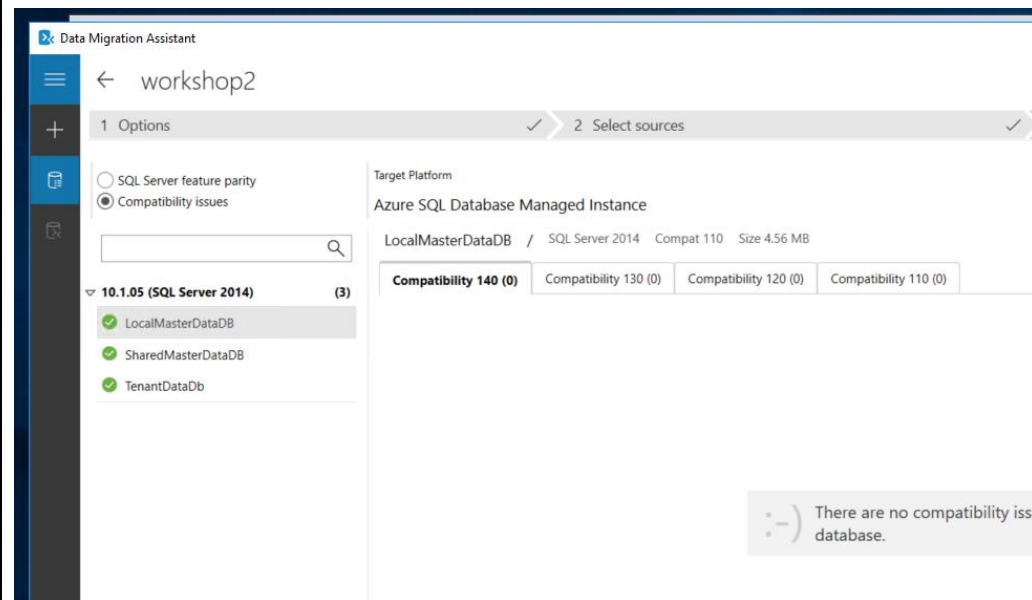 Data Migration Assistant
workshop2
1 Options
2 Select sources
SQL Server feature parity
Compatibility issues
10.1.05 (SQL Server 2014) (3)
LocalMasterDataDB
SharedMasterDataDB
TenantDataDb
Target Platform
Azure SQL Database Managed Instance
LocalMasterDataDB / SQL Server 2014 Compat 110 Size 4.56 MB
Compatibility 140 (0) Compatibility 130 (0) Compatibility 120 (0) Compatibility 110 (0)
:-) There are no compatibility iss
database.